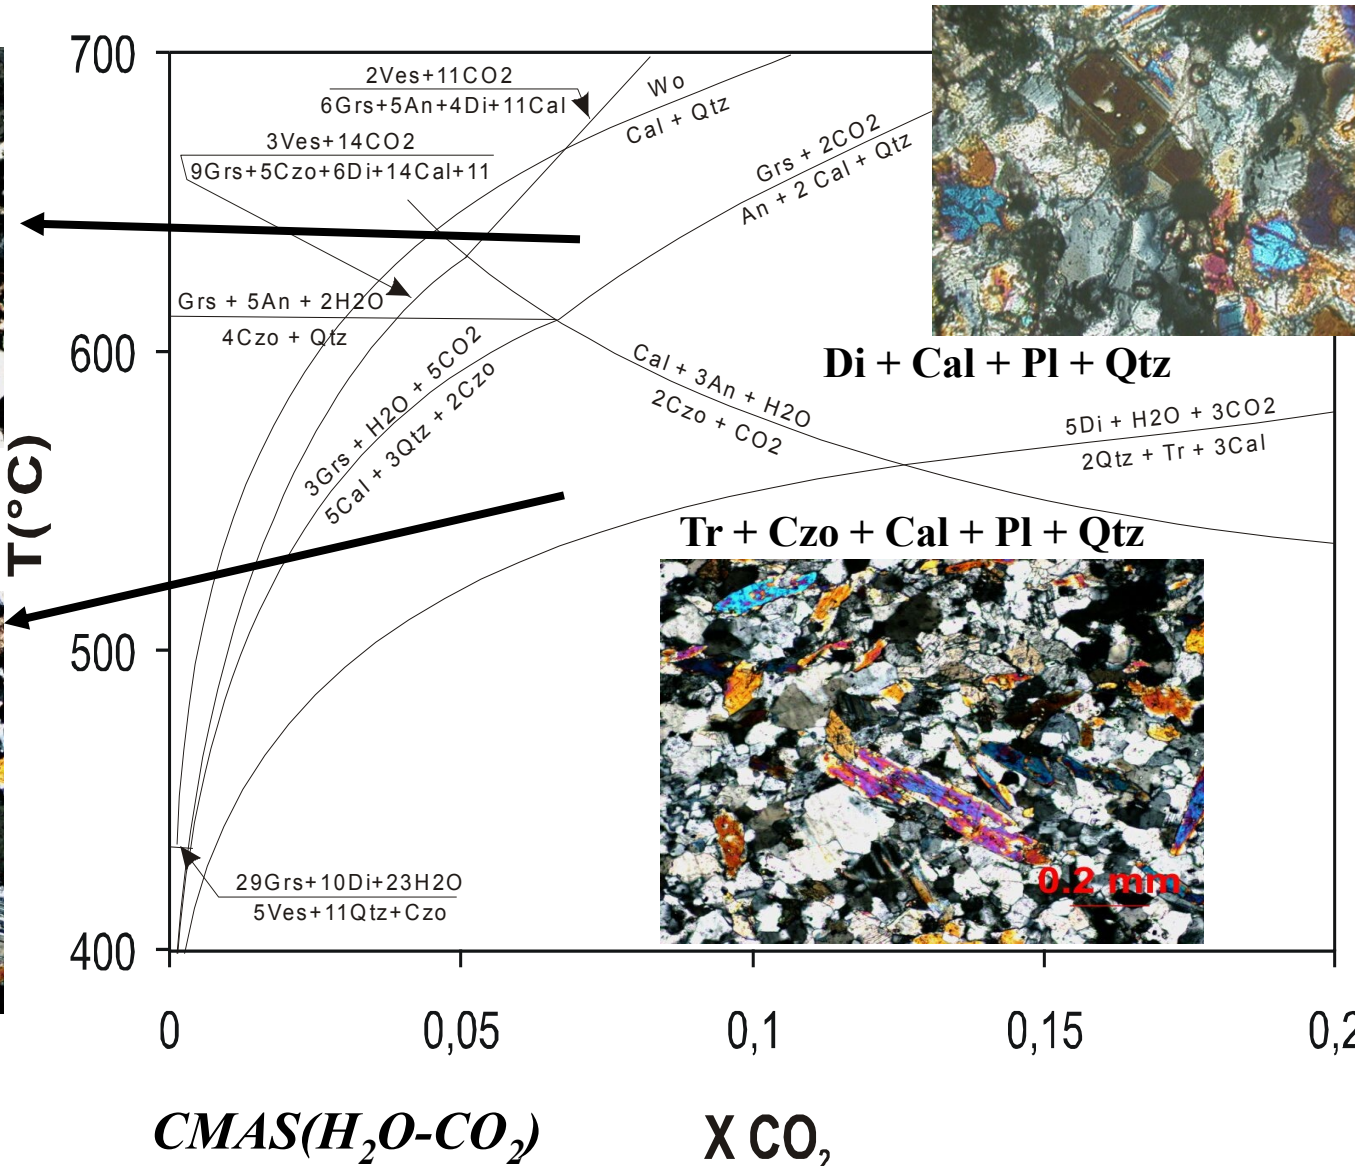 700
2Ves+11CO2
6Grs+5An+4Di+11Cal
Wo
Cal + Qtz
3Ves+14CO2
9Grs+5Czo+6Di+14Cal+11
Grs + 2CO2
An + 2 Cal + Qtz
Grs + 5An + 2H2O
4Czo + Qtz
600
Di + Cal + Pl + Qtz
3Grs + H2O + 5CO2
5Cal + 3Qtz + 2Czo
Cal + 3An + H2O
2Czo + CO2
5Di + H2O + 3CO2
2Qtz + Tr + 3Cal
T(°C)
Tr + Czo + Cal + Pl + Qtz
500
29Grs+10Di+23H2O
5Ves+11Qtz+Czo
0.2 mm
400
0 0,05 0,1 0,15 0,2
CMAS(H₂O-CO₂)
X CO₂